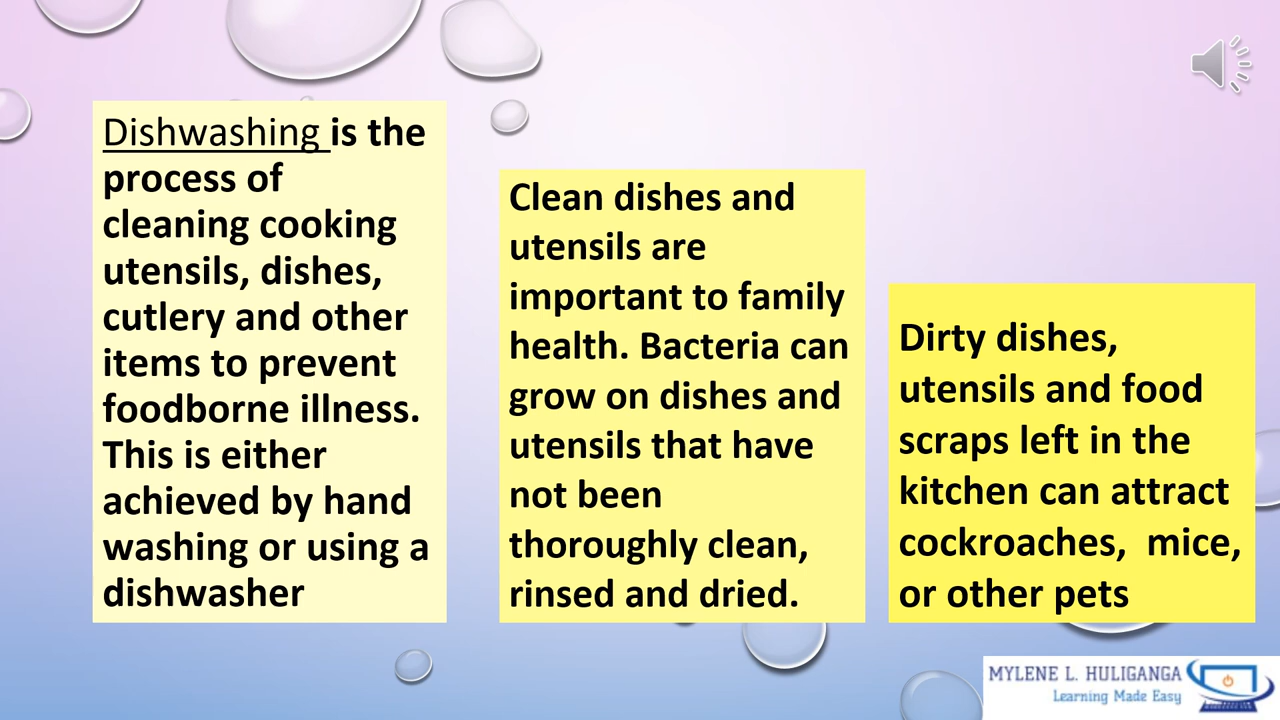 Dishwashing is the
process of
cleaning cooking
utensils, dishes,
cutlery and other
items to prevent
foodborne illness.
This is either
achieved by hand
washing or using a
dishwasher
Clean dishes and
utensils are
important to family
health. Bacteria can
grow on dishes and
utensils that have
not been
thoroughly clean,
rinsed and dried.
Dirty dishes,
utensils and food
scraps left in the
kitchen can attract
cockroaches,  mice,
or other pets
MYLENE L. HULIGANGA
Learning Made Easy